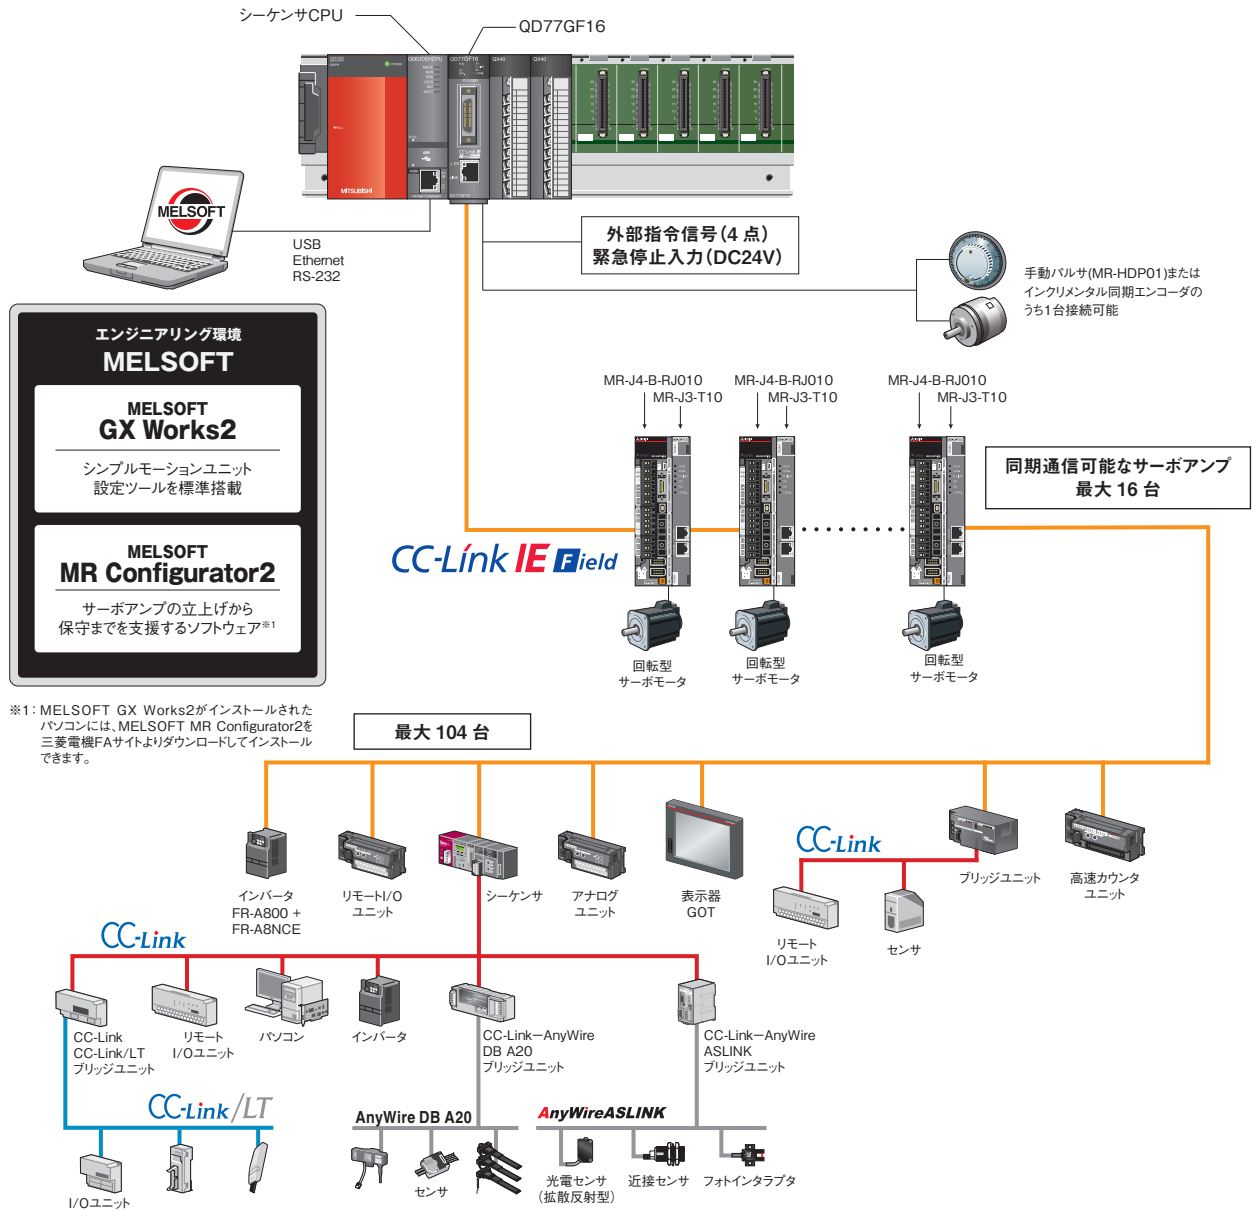 シーケンサCPU
QD77GF16
Q06UDEHCPU
QD77GF16
QX40
QX40
MITSUBISHI
MELSOFT
USB
Ethernet
RS-232
外部指令信号(4点)
緊急停止入力(DC24V)
手動パルサ(MR-HDP01)または
インクリメンタル同期エンコーダの
うち1台接続可能
エンジニアリング環境
MELSOFT
MELSOFT
GX Works2
シンプルモーションユニット
設定ツールを標準搭載
MELSOFT
MR Configurator2
サーボアンプの立上げから
保守までを支援するソフトウェア※1
※1：MELSOFT GX Works2がインストールされた
パソコンには、MELSOFT MR Configurator2を
三菱電機FAサイトよりダウンロードしてインストール
できます。
MR-J4-B-RJ010
MR-J3-T10
MR-J4-B-RJ010
MR-J3-T10
MR-J4-B-RJ010
MR-J3-T10
同期通信可能なサーボアンプ
最大16台
CC-Link IE Field
回転型
サーボモータ
回転型
サーボモータ
回転型
サーボモータ
最大104台
インバータ
FR-A800 +
FR-A8NCE
リモートI/O
ユニット
シーケンサ
アナログ
ユニット
表示器
GOT
CC-Link
ブリッジユニット
高速カウンタ
ユニット
リモート
I/Oユニット
センサ
CC-Link
CC-Link
CC-Link/LT
ブリッジユニット
リモート
I/Oユニット
パソコン
インバータ
CC-Link－AnyWire
DB A20
ブリッジユニット
CC-Link－AnyWire
ASLINK
ブリッジユニット
CC-Link/LT
AnyWire DB A20
AnyWireASLINK
I/Oユニット
センサ
光電センサ
(拡散反射型)
近接センサ
フォトインタラプタ